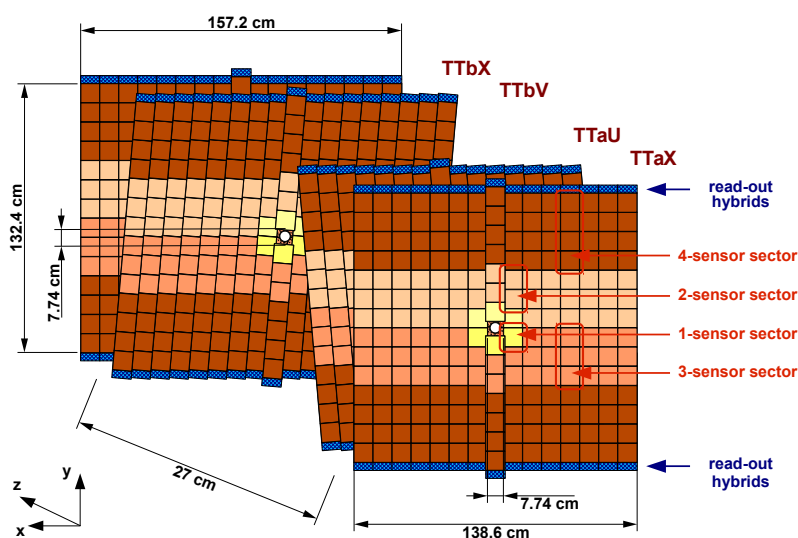 157.2 cm
TTbX
TTbV
TTaU
TTaX
read-out
hybrids
132.4 cm
7.74 cm
4-sensor sector
2-sensor sector
1-sensor sector
3-sensor sector
27 cm
read-out
hybrids
y
z
x
7.74 cm
138.6 cm